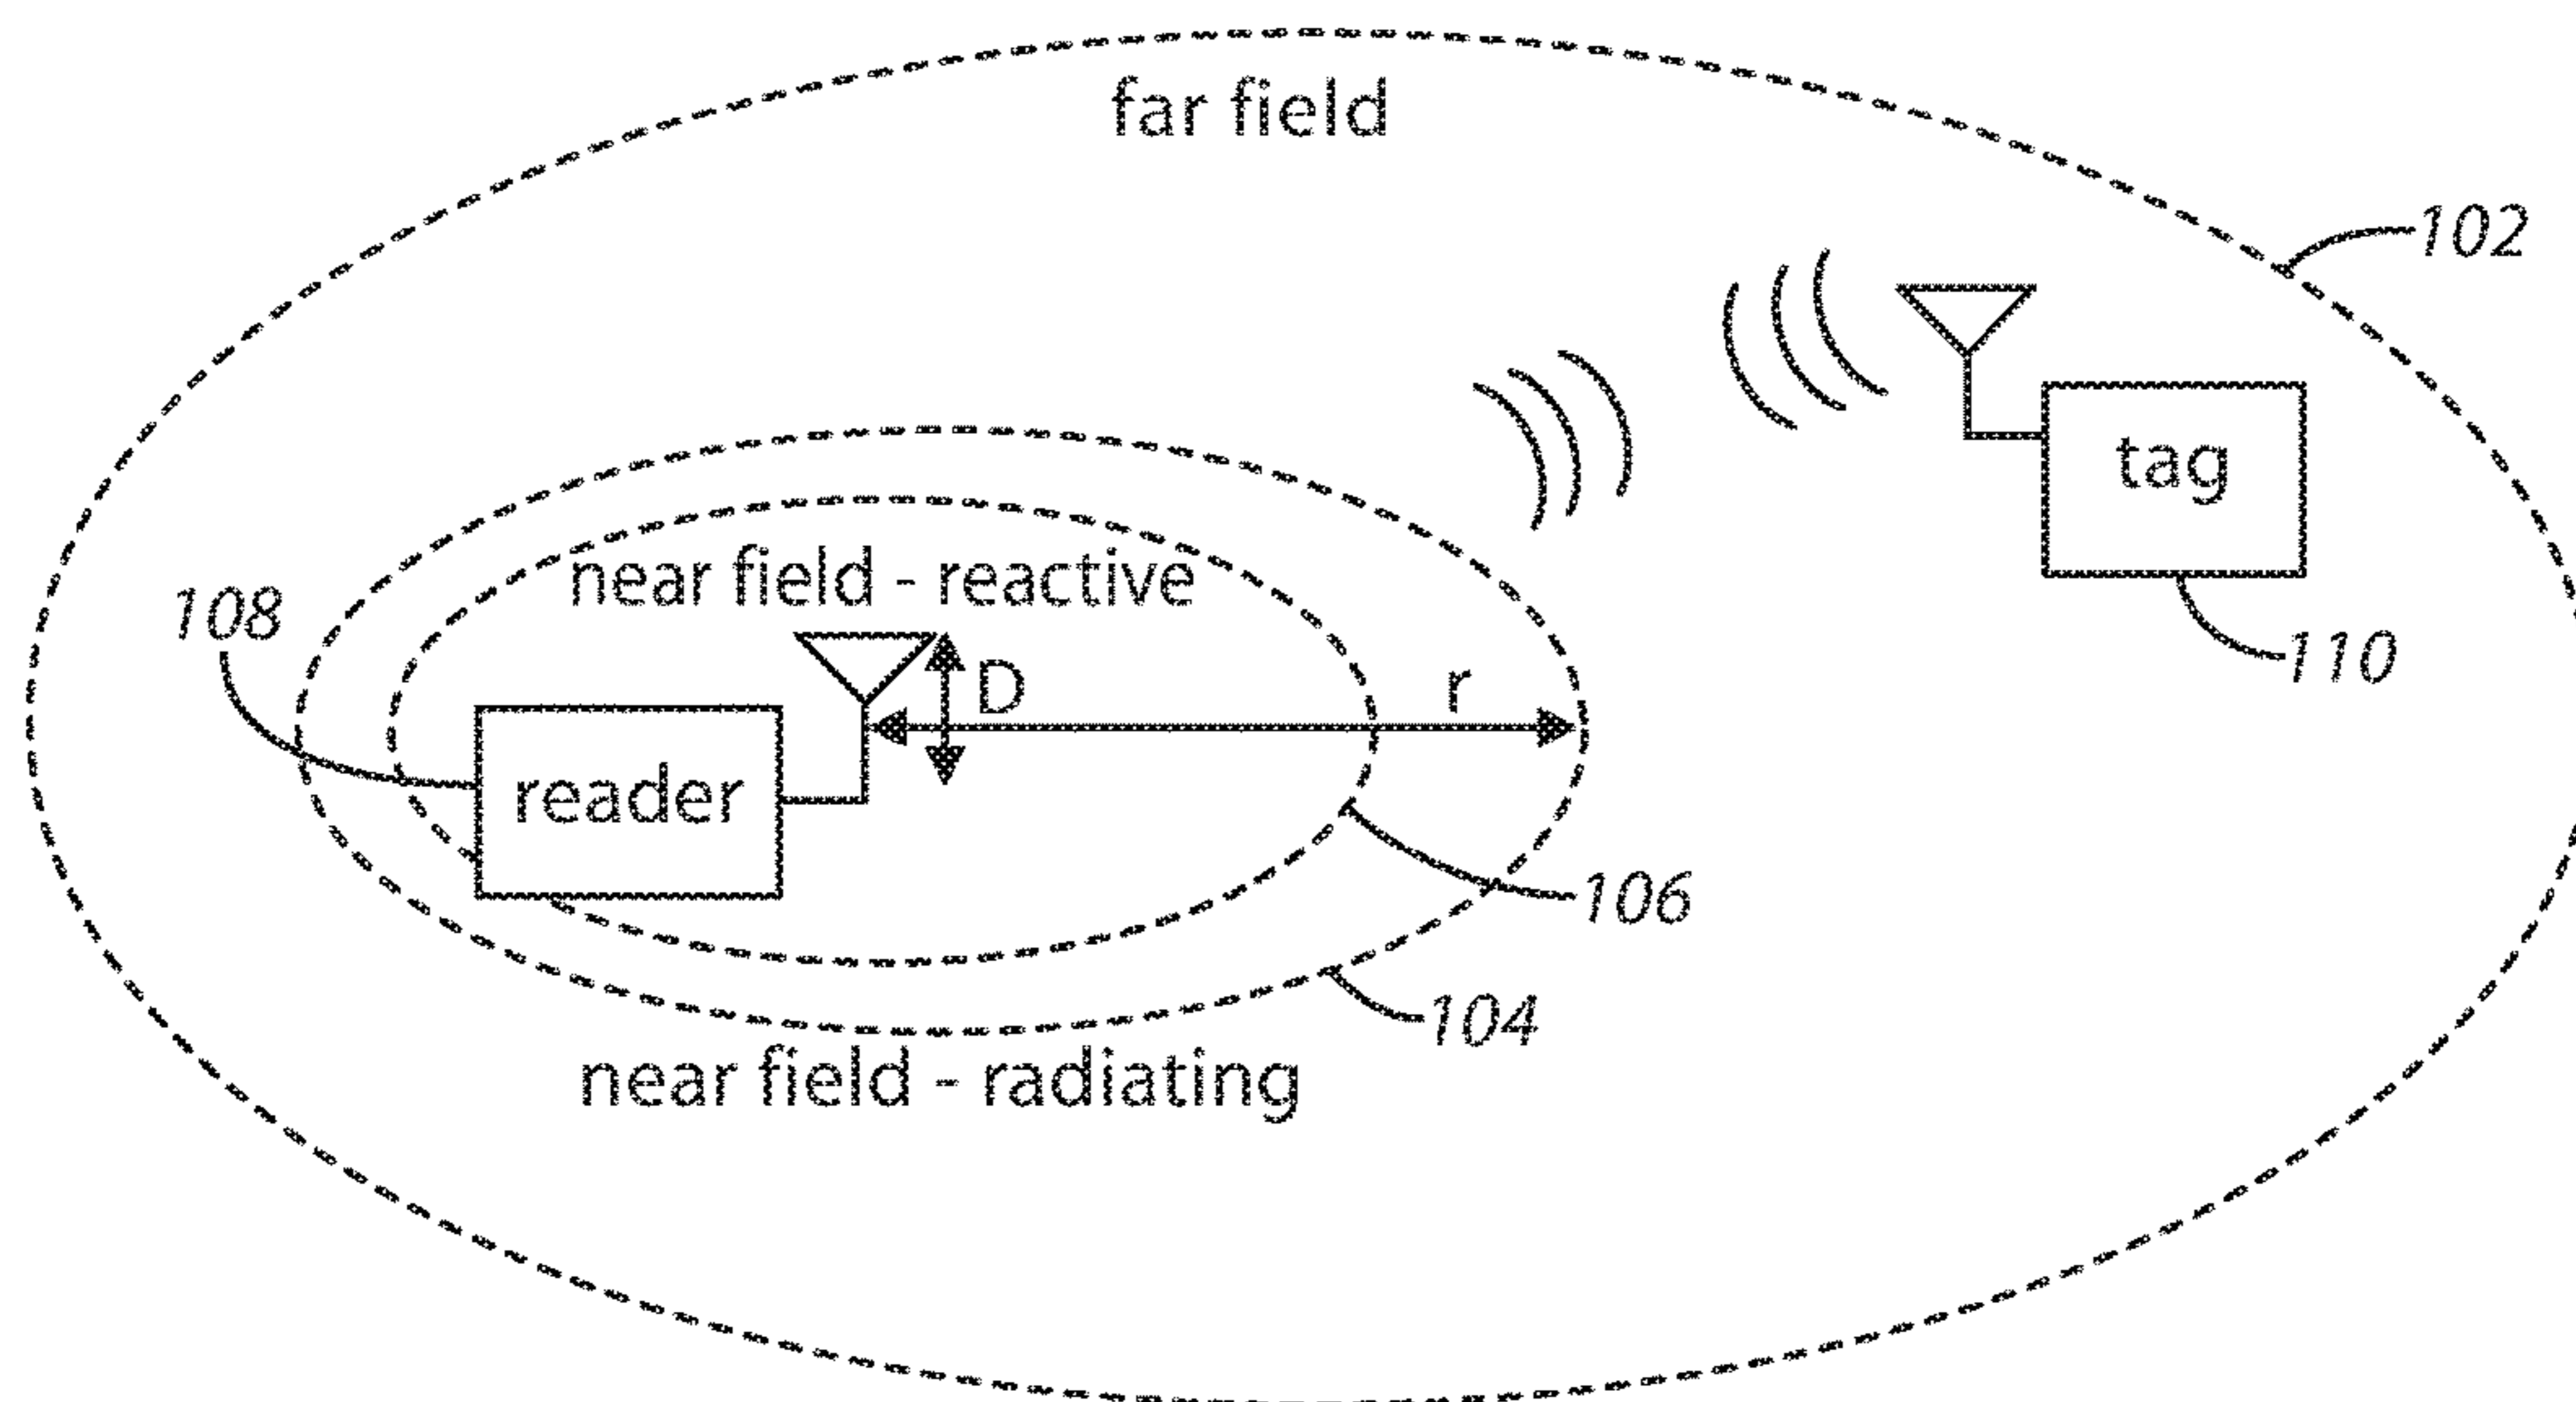 far field
102
near field - reactive
108
D
r
tag
110
reader
106
104
near field - radiating